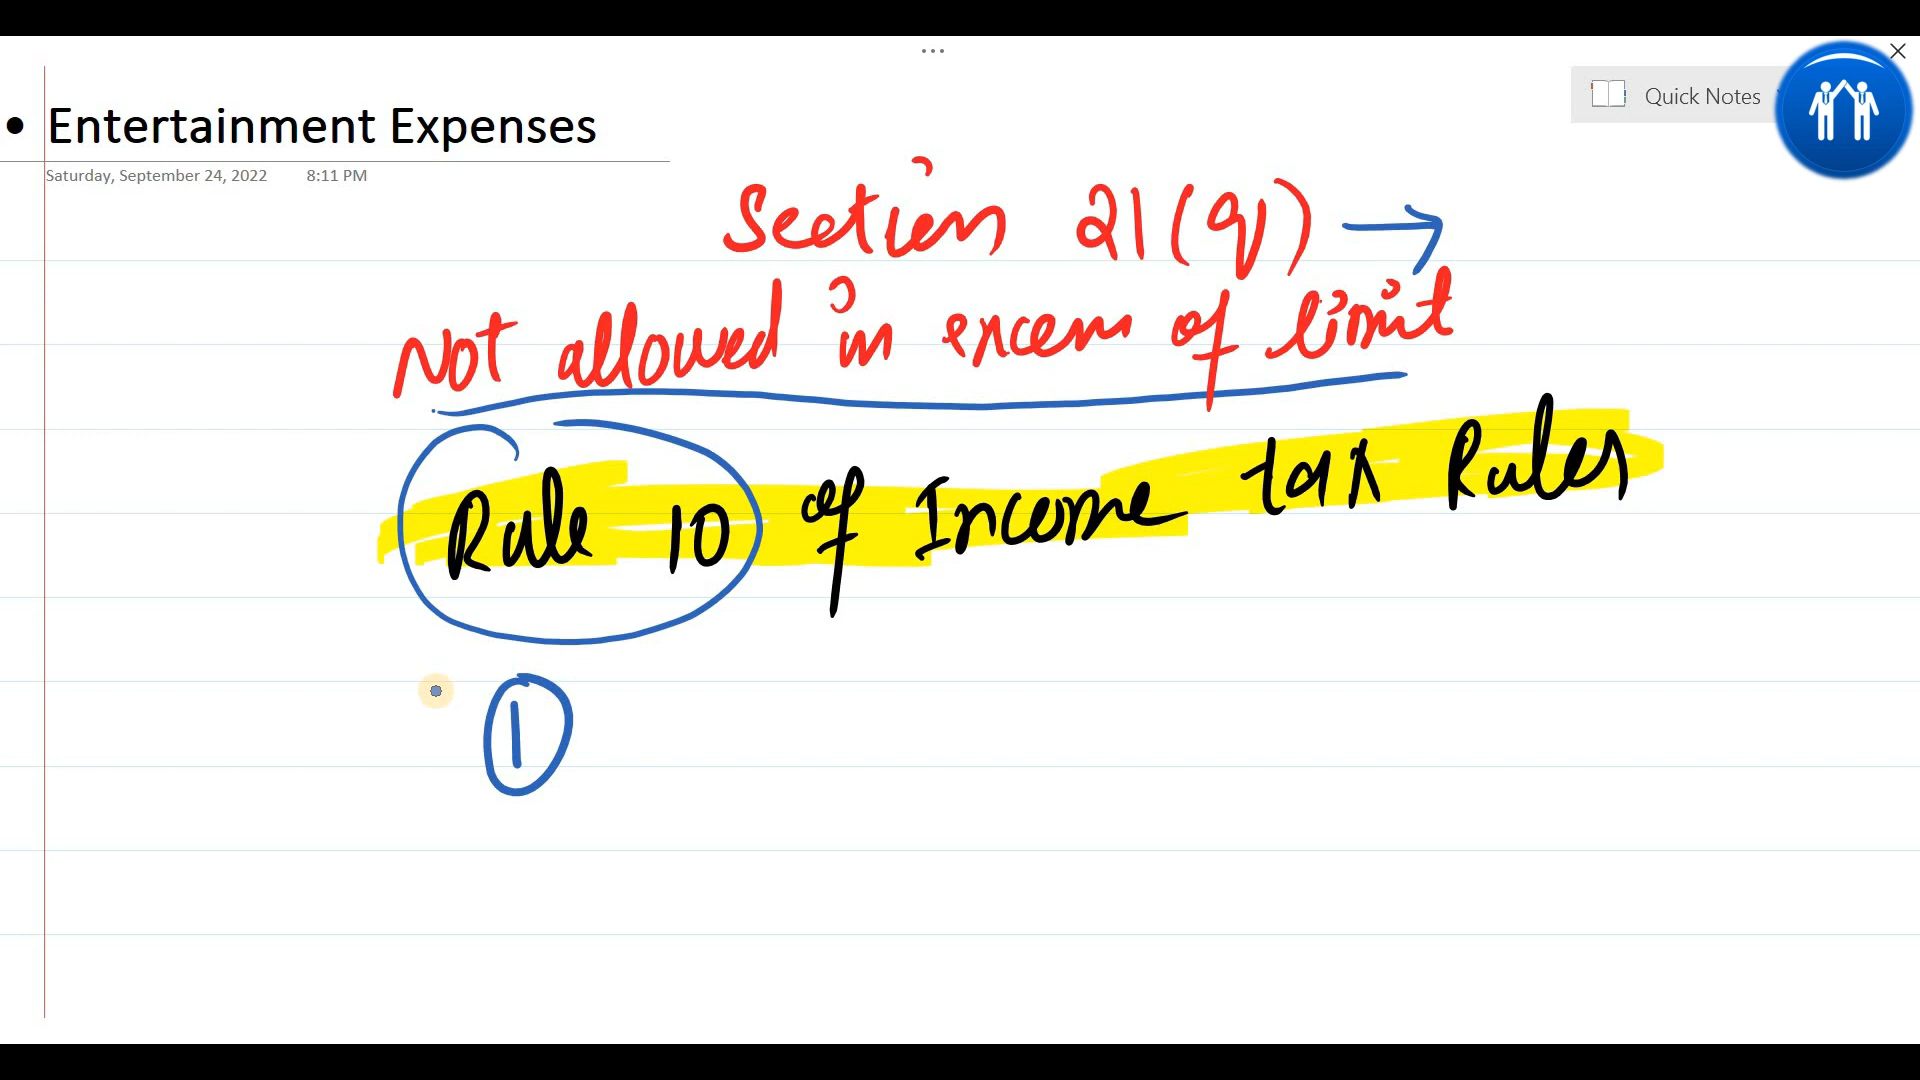 • Entertainment Expenses
Saturday, September 24, 2022 8:11 PM
Quick Notes
Section 21(q) →
Not allowed in excess of limit
Rule 10 of Income tax Rules
①